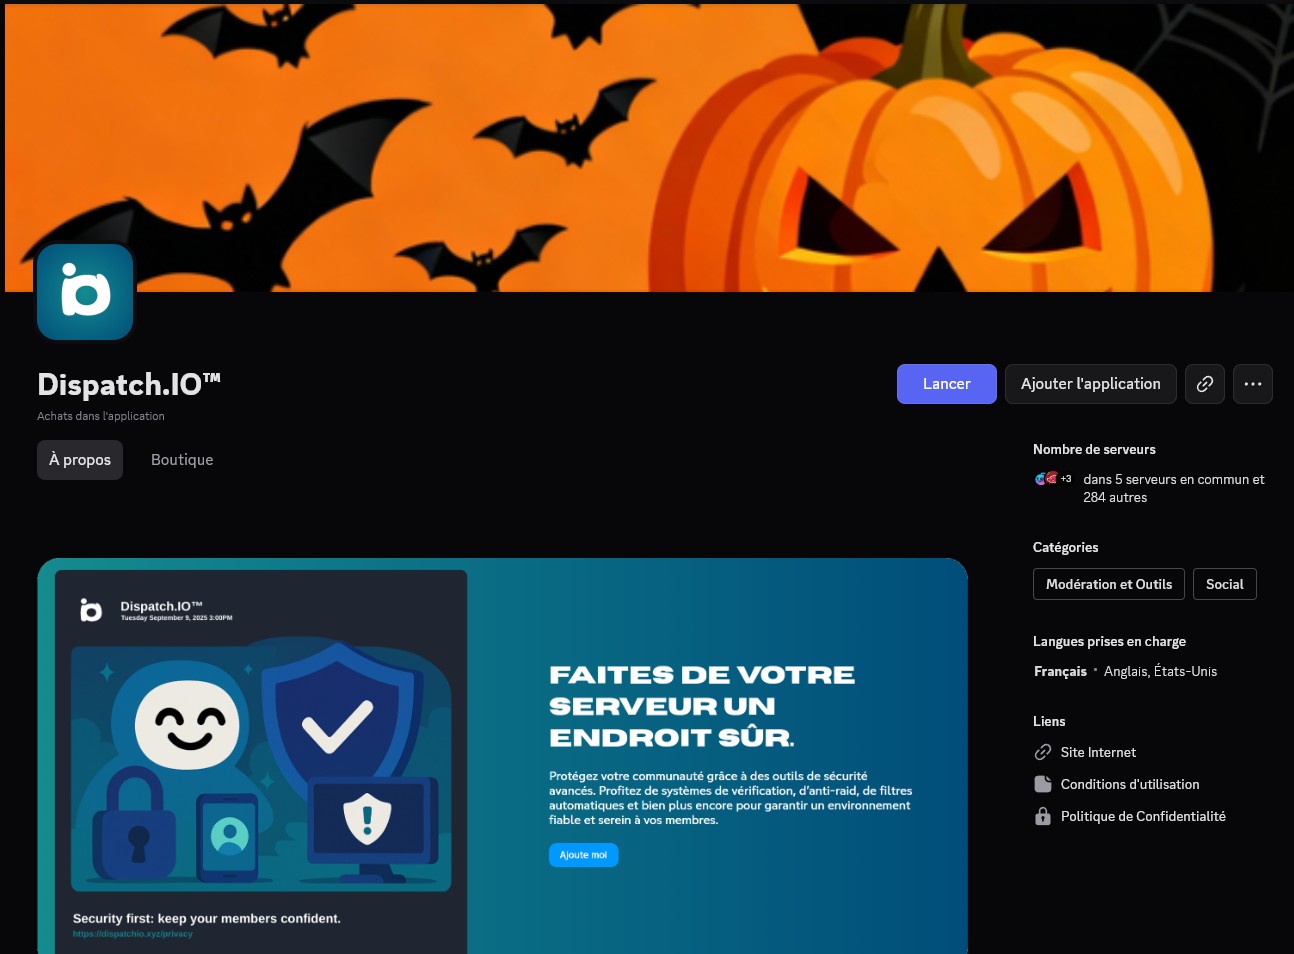 Dispatch.IO™
Achats dans l'application
Lancer
Ajouter l'application
À propos
Boutique
Dispatch.IO™
Tuesday September 9, 2025 3:00PM
Security first: keep your members confident.
https://dispatchio.xyz/privacy
FAITES DE VOTRE
SERVEUR UN
ENDROIT SÛR.
Protégez votre communauté grâce à des outils de sécurité
avancés. Profitez de systèmes de vérification, d'anti-raid, de filtres
automatiques et bien plus encore pour garantir un environnement
fiable et serein à vos membres.
Ajoute moi
Nombre de serveurs
+3
dans 5 serveurs en commun et
284 autres
Catégories
Modération et Outils
Social
Langues prises en charge
Français • Anglais, États-Unis
Liens
Site Internet
Conditions d'utilisation
Politique de Confidentialité